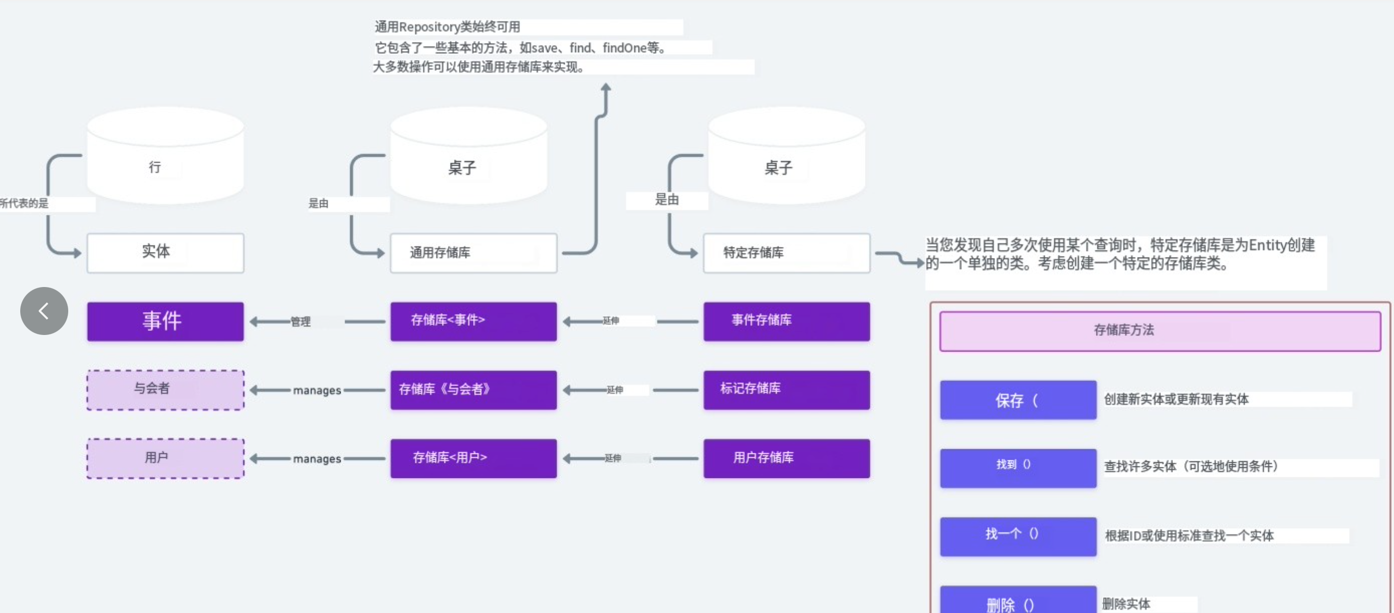 通用Repository类始终可用
它包含了一些基本的方法，如save、find、findOne等。
大多数操作可以使用通用存储库来实现。
行
桌子
桌子
所代表的是
是由
是由
实体
通用存储库
特定存储库
当您发现自己多次使用某个查询时，特定存储库是为Entity创建
的一个单独的类。考虑创建一个特定的存储库类。
事件
管理
存储库<事件>
延伸
事件存储库
与会者
manages
存储库《与会者》
延伸
标记存储库
用户
manages
存储库<用户>
延伸
用户存储库
存储库方法
保存（
创建新实体或更新现有实体
找到（）
查找许多实体（可选地使用条件）
找一个（）
根据ID或使用标准查找一个实体
删除（）
删除实体